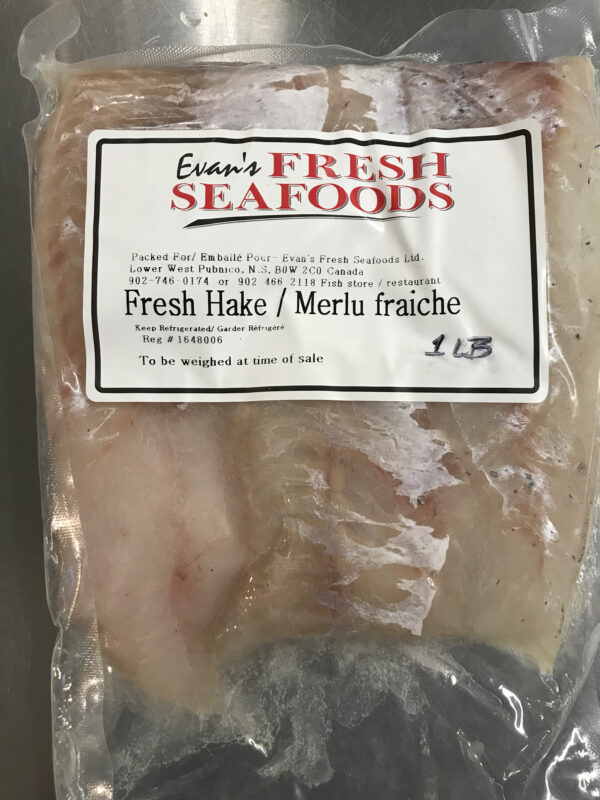 Evan's FRESH
SEAFOODS
Packed For/ Embailé Pour- Evan's Fresh Seafoods Ltd.
Lower West Pubnico, N.S, B0W 2C0 Canada
902-746-0174 or 902 466 2118 Fish store / restaurant
Fresh Hake / Merlu fraiche
Keep Refrigerated/ Garder Réfrigéré
Reg # 1648006
1 LB
To be weighed at time of sale